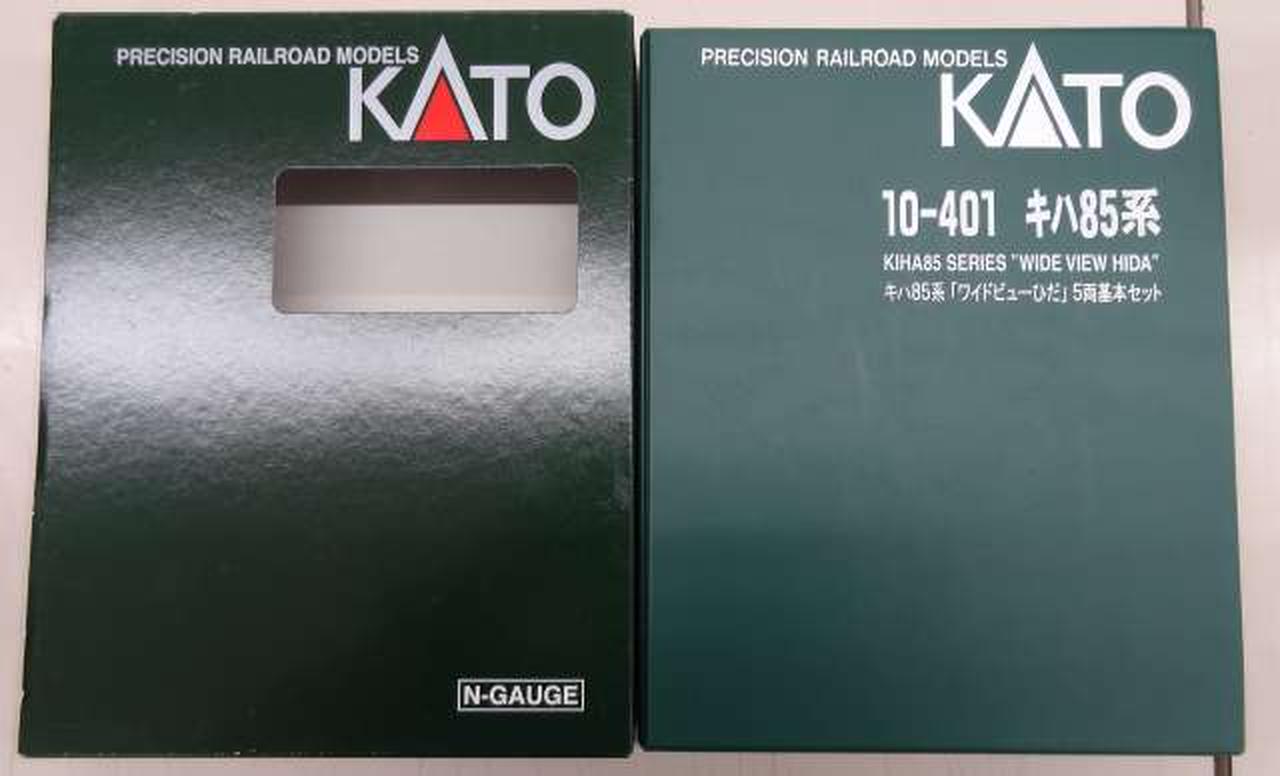 PRECISION RAILROAD MODELS
KATO
N-GAUGE
PRECISION RAILROAD MODELS
KATO
10-401 キハ85系
KIHA85 SERIES "WIDE VIEW HIDA"
キハ85系「ワイドビューひだ」5両基本セット